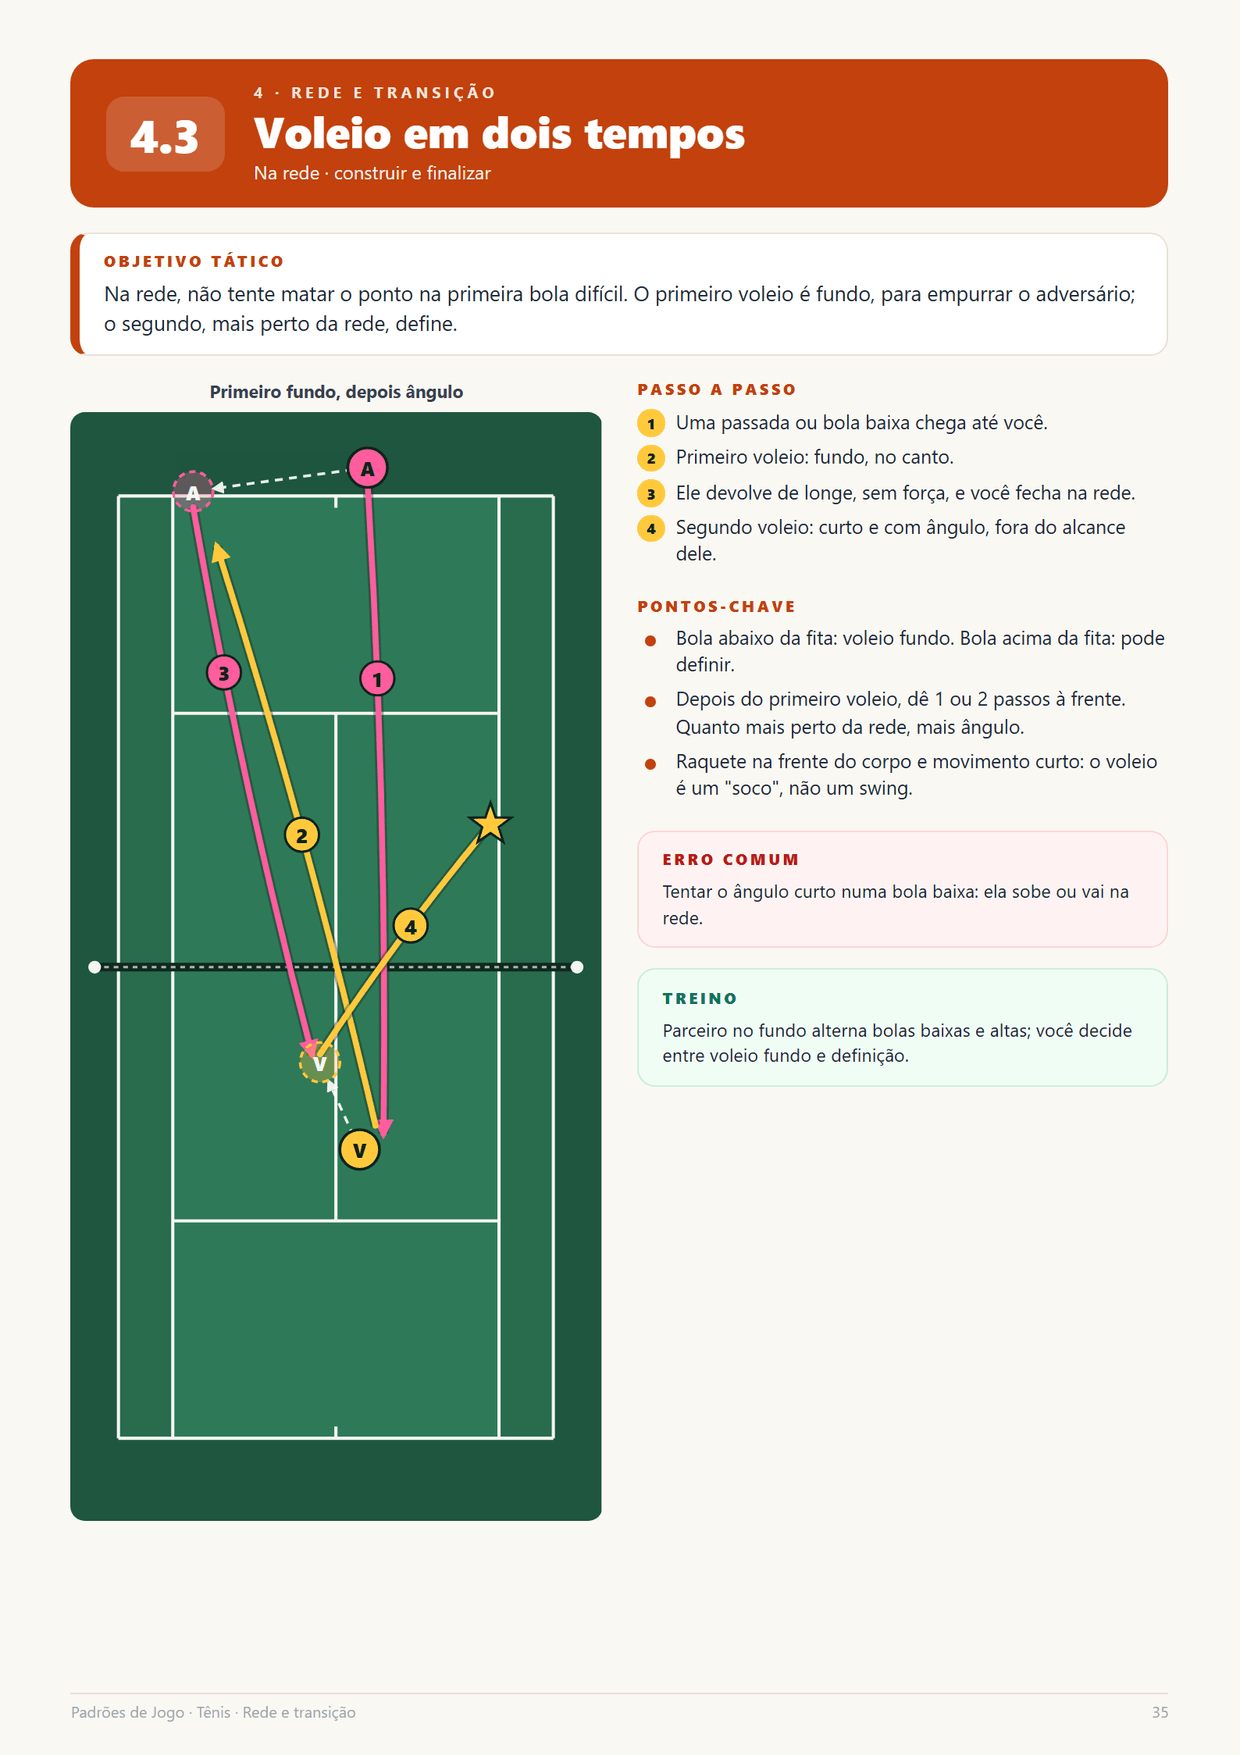 4 · REDE E TRANSIÇÃO
4.3
Voleio em dois tempos
Na rede · construir e finalizar
OBJETIVO TÁTICO
Na rede, não tente matar o ponto na primeira bola difícil. O primeiro voleio é fundo, para empurrar o adversário;
o segundo, mais perto da rede, define.
Primeiro fundo, depois ângulo
A
A
3
1
2
4
V
V
PASSO A PASSO
1 Uma passada ou bola baixa chega até você.
2 Primeiro voleio: fundo, no canto.
3 Ele devolve de longe, sem força, e você fecha na rede.
4 Segundo voleio: curto e com ângulo, fora do alcance
dele.
PONTOS-CHAVE
Bola abaixo da fita: voleio fundo. Bola acima da fita: pode
definir.
Depois do primeiro voleio, dê 1 ou 2 passos à frente.
Quanto mais perto da rede, mais ângulo.
Raquete na frente do corpo e movimento curto: o voleio
é um "soco", não um swing.
ERRO COMUM
Tentar o ângulo curto numa bola baixa: ela sobe ou vai na
rede.
TREINO
Parceiro no fundo alterna bolas baixas e altas; você decide
entre voleio fundo e definição.
Padrões de Jogo · Tênis · Rede e transição
35